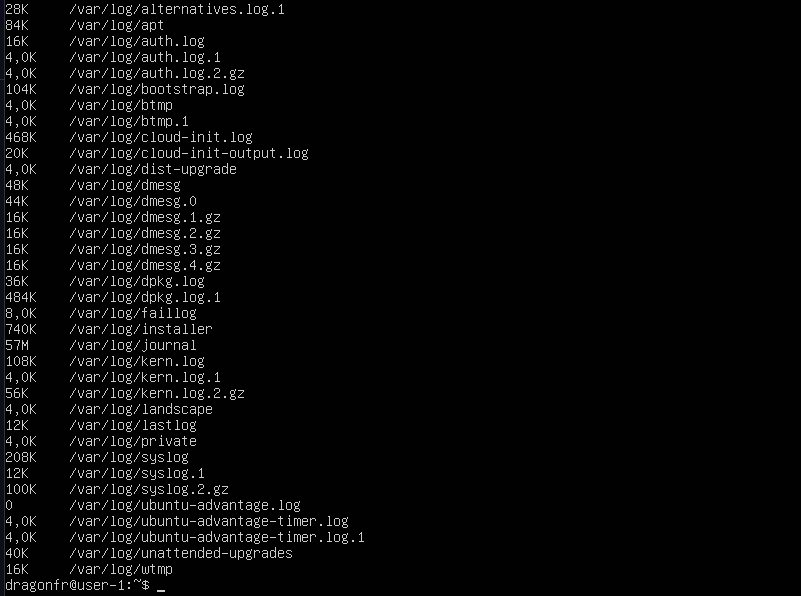 28K     /var/log/alternatives.log.1
84K     /var/log/apt
16K     /var/log/auth.log
4,0K    /var/log/auth.log.1
4,0K    /var/log/auth.log.2.gz
104K    /var/log/bootstrap.log
4,0K    /var/log/btmp
4,0K    /var/log/btmp.1
468K    /var/log/cloud-init.log
20K     /var/log/cloud-init-output.log
4,0K    /var/log/dist-upgrade
48K     /var/log/dmesg
44K     /var/log/dmesg.0
16K     /var/log/dmesg.1.gz
16K     /var/log/dmesg.2.gz
16K     /var/log/dmesg.3.gz
16K     /var/log/dmesg.4.gz
36K     /var/log/dpkg.log
484K    /var/log/dpkg.log.1
8,0K    /var/log/faillog
740K    /var/log/installer
57M     /var/log/journal
108K    /var/log/kern.log
4,0K    /var/log/kern.log.1
56K     /var/log/kern.log.2.gz
4,0K    /var/log/landscape
12K     /var/log/lastlog
4,0K    /var/log/private
208K    /var/log/syslog
12K     /var/log/syslog.1
100K    /var/log/syslog.2.gz
0       /var/log/ubuntu-advantage.log
4,0K    /var/log/ubuntu-advantage-timer.log
4,0K    /var/log/ubuntu-advantage-timer.log.1
40K     /var/log/unattended-upgrades
16K     /var/log/wtmp
dragonfr@user-1:~$ _